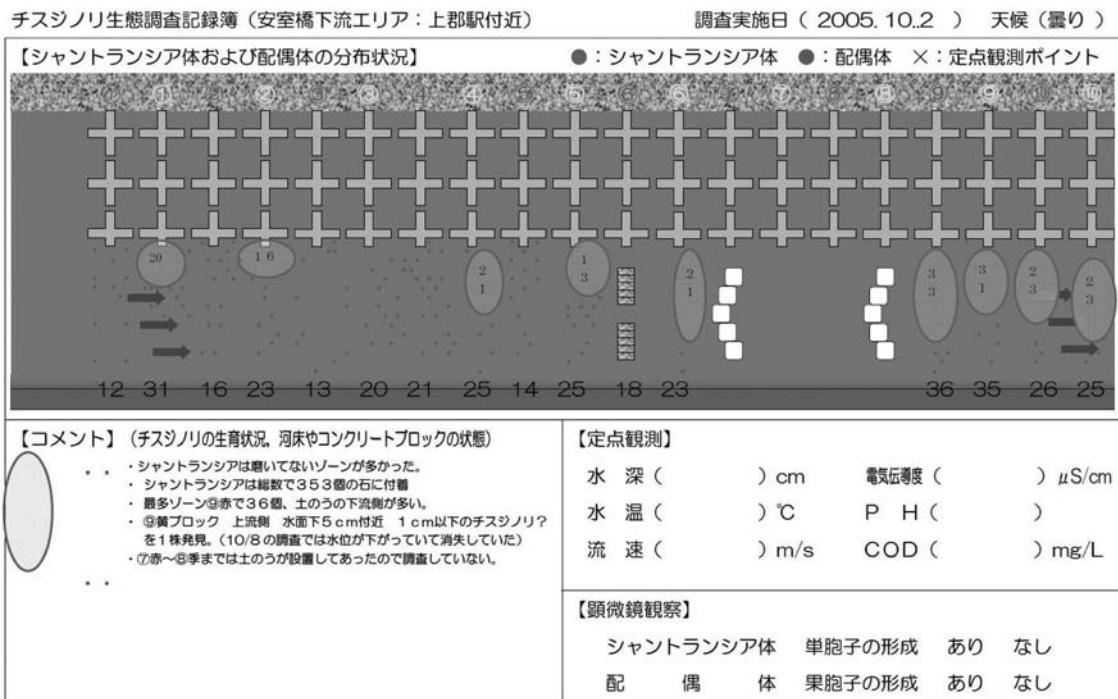 チスジノリ生態調査記録簿（安室橋下流エリア：上郡駅付近） 調査実施日（ 2005. 10..2 ） 天候（曇り ）
【シャントランシア体および配偶体の分布状況】 ●：シャントランシア体 ●：配偶体 ×：定点観測ポイント
① ② ③ ④ ⑤ ⑥ ⑦ ⑧ ⑨ ⑩
20 16 2 1 1 3 2 1 3 3 3 1 2 3 2 3
12 31 16 23 13 20 21 25 14 25 18 23 36 35 26 25
【コメント】（チスジノリの生育状況，河床やコンクリートブロックの状態）
・シャントランシアは磨いてないゾーンが多かった。
・ シャントランシアは総数で３５３個の石に付着
・ 最多ゾーン⑨赤で３６個、土のうの下流側が多い。
・ ⑨黄ブロック 上流側 水面下５ｃｍ付近 １ｃｍ以下のチスジノリ？
を１株発見。（10/8 の調査では水位が下がっていて消失していた）
・⑦赤～⑧季までは土のうが設置してあったので調査していない。
【定点観測】
水 深（ ）cm 電気伝導度（ ）μS/cm
水 温（ ）℃ Ｐ Ｈ（ ）
流 速（ ）m/s COD（ ）mg/L
【顕微鏡観察】
シャントランシア体 単胞子の形成 あり なし
配 偶 体 果胞子の形成 あり なし